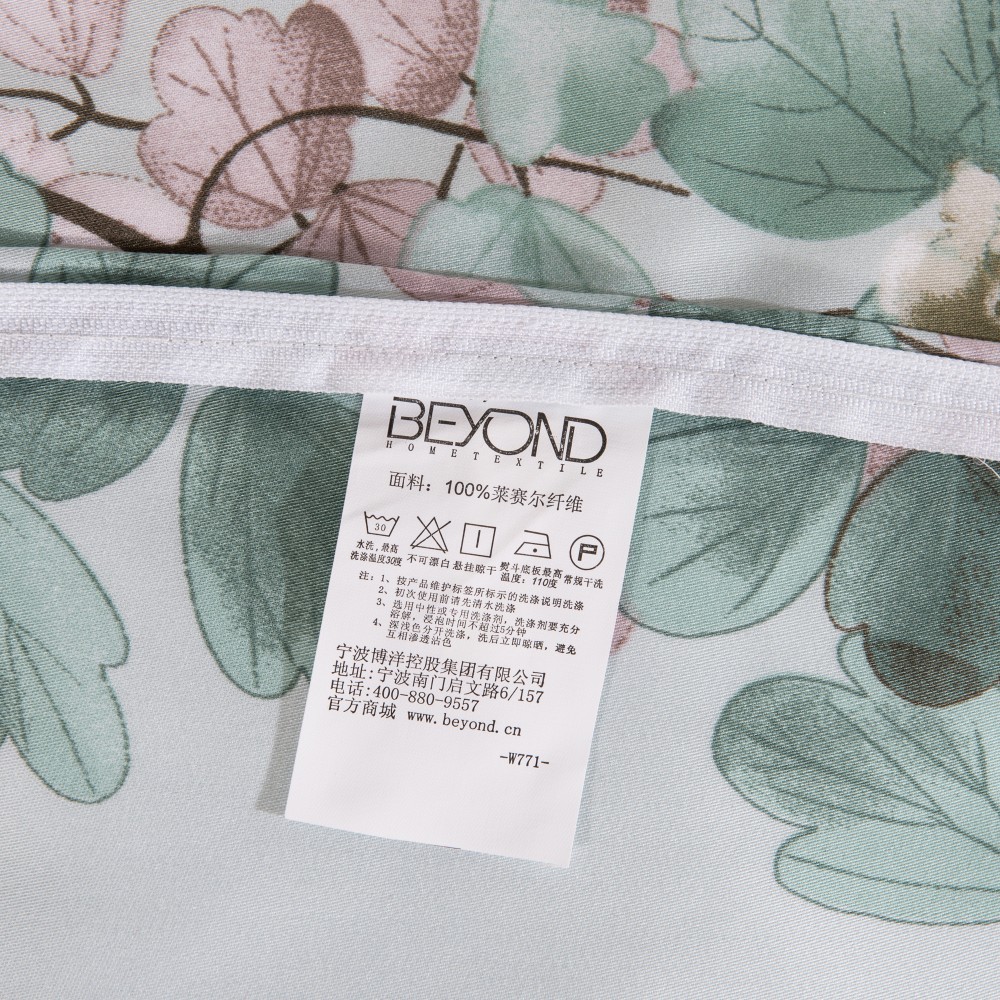 BEYOND
HOMETEXTILE
面料：100%莱赛尔纤维
30
P
水洗，最高
洗涤温度30度
不可漂白
悬挂晾干
熨斗底板最高
温度：110度
常规干洗
注：1、按产品维护标签所标示的洗涤说明洗涤
2、初次使用前请先清水洗涤
3、选用中性或专用洗涤剂，洗涤剂要充分
溶解，浸泡时间不超过5分钟
4、深浅色分开洗涤，洗后立即晾晒，避免
互相渗透沾色
宁波博洋控股集团有限公司
地址：宁波南门启文路6/157
电话：400-880-9557
官方商城 www.beyond.cn
-W771-